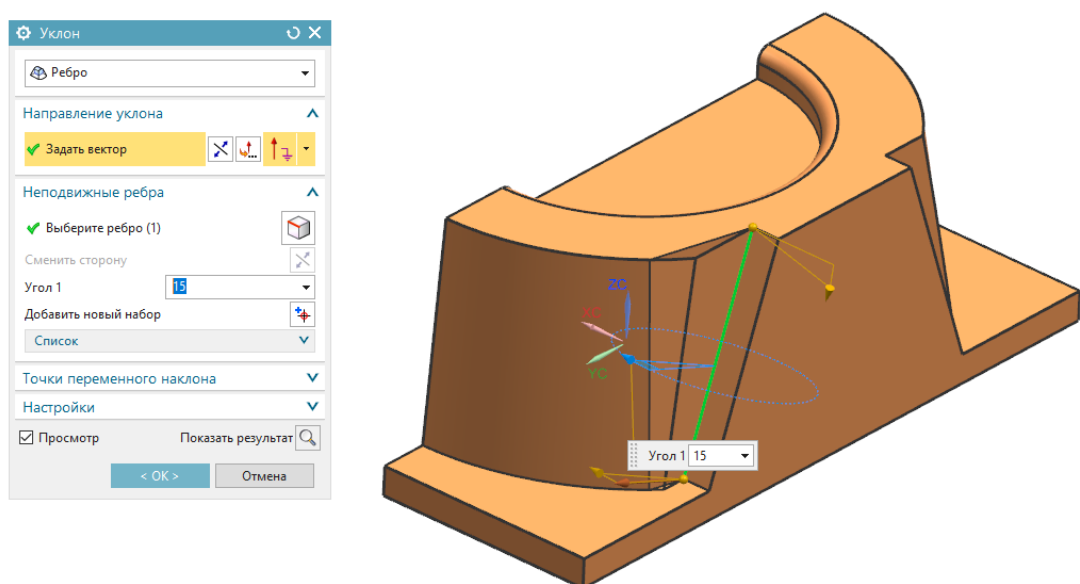 Уклон
Ребро
Направление уклона
Задать вектор
Неподвижные ребра
Выберите ребро (1)
Сменить сторону
Угол 1 15
Добавить новый набор
Список
Точки переменного наклона
Настройки
Просмотр Показать результат
< OK > Отмена
ZC
XC
YC
Угол 1 15